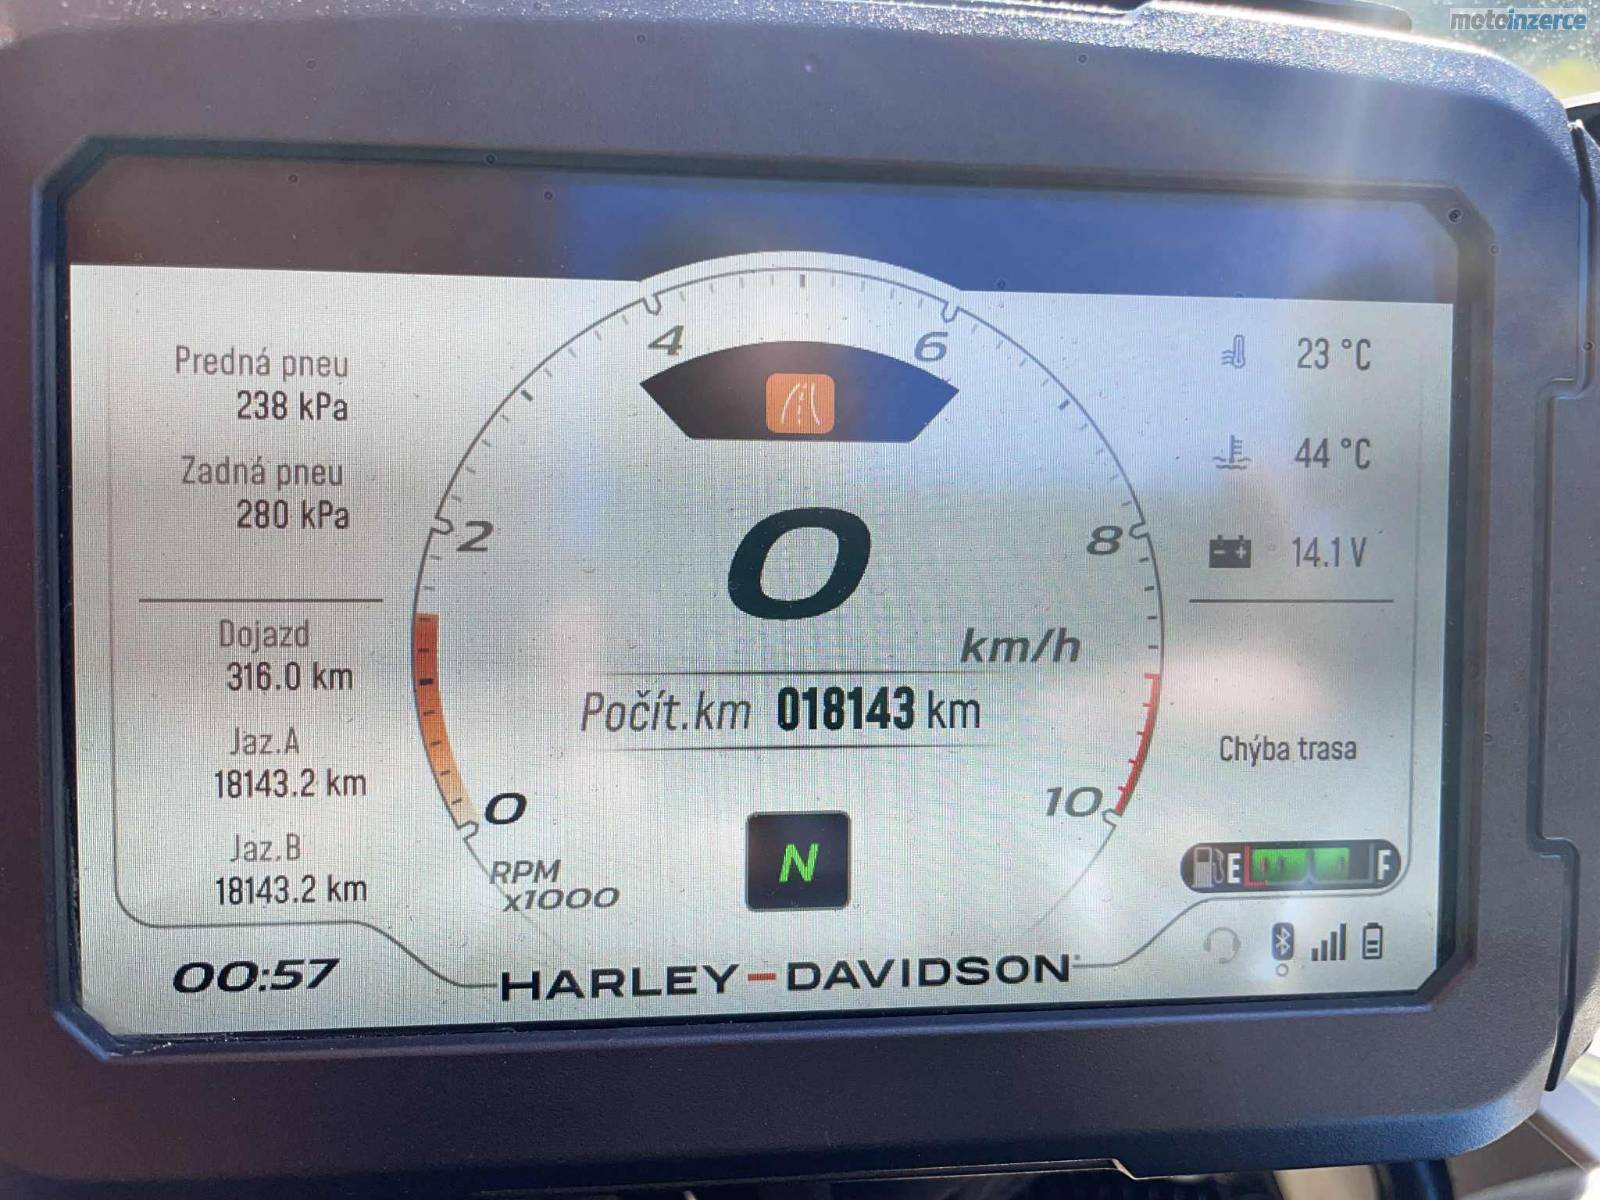 motoinzerce
Predná pneu
238 kPa
Zadná pneu
280 kPa
Dojazd
316.0 km
Jaz.A
18143.2 km
Jaz.B
18143.2 km
00:57
0
2
4
6
8
10
RPM
x1000
0
km/h
Počít.km 018143 km
N
HARLEY-DAVIDSON
23 °C
44 °C
14.1 V
Chýba trasa
E F